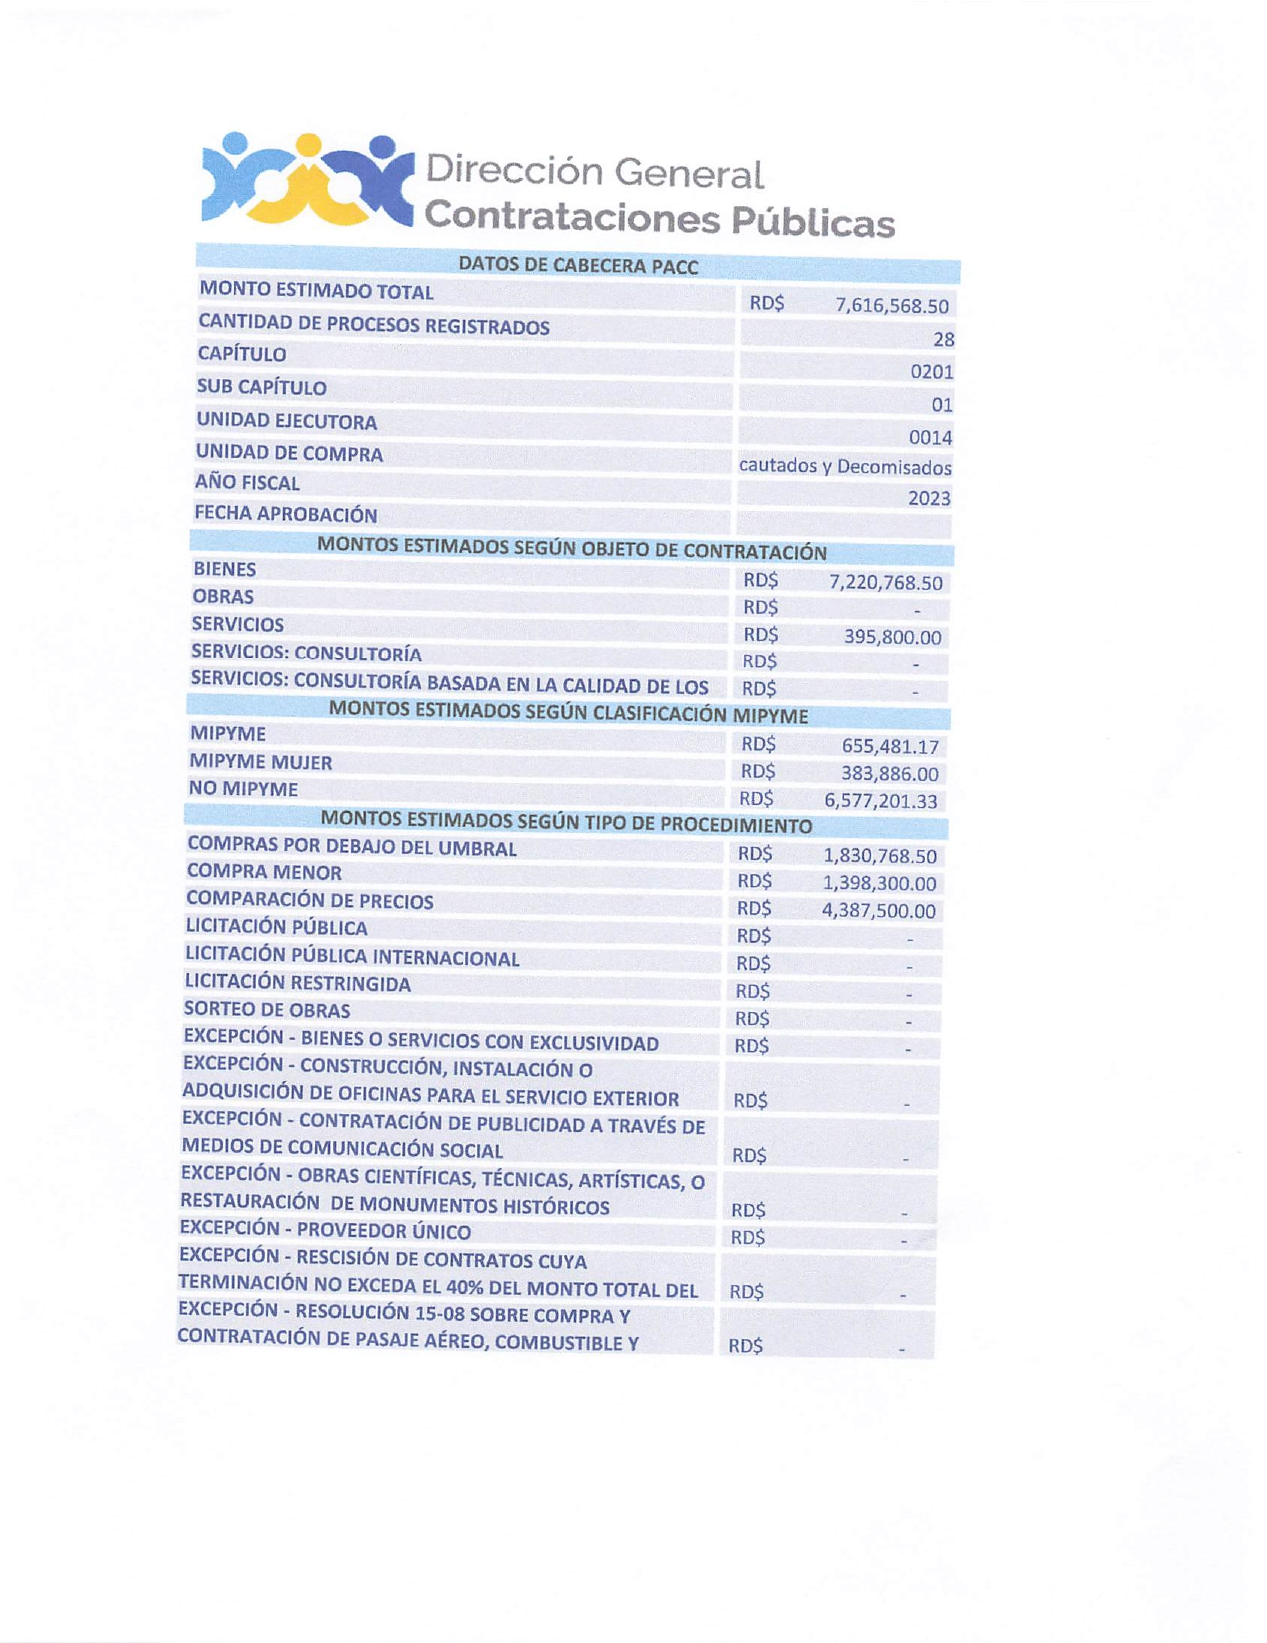 Dirección General
Contrataciones Públicas
DATOS DE CABECERA PACC
MONTO ESTIMADO TOTAL RD$ 7,616,568.50
CANTIDAD DE PROCESOS REGISTRADOS 28
CAPÍTULO 0201
SUB CAPÍTULO 01
UNIDAD EJECUTORA 0014
UNIDAD DE COMPRA cautados y Decomisados
AÑO FISCAL 2023
FECHA APROBACIÓN
MONTOS ESTIMADOS SEGÚN OBJETO DE CONTRATACIÓN
BIENES RD$ 7,220,768.50
OBRAS RD$ -
SERVICIOS RD$ 395,800.00
SERVICIOS: CONSULTORÍA RD$ -
SERVICIOS: CONSULTORÍA BASADA EN LA CALIDAD DE LOS RD$ -
MONTOS ESTIMADOS SEGÚN CLASIFICACIÓN MIPYME
MIPYME RD$ 655,481.17
MIPYME MUJER RD$ 383,886.00
NO MIPYME RD$ 6,577,201.33
MONTOS ESTIMADOS SEGÚN TIPO DE PROCEDIMIENTO
COMPRAS POR DEBAJO DEL UMBRAL RD$ 1,830,768.50
COMPRA MENOR RD$ 1,398,300.00
COMPARACIÓN DE PRECIOS RD$ 4,387,500.00
LICITACIÓN PÚBLICA RD$ -
LICITACIÓN PÚBLICA INTERNACIONAL RD$ -
LICITACIÓN RESTRINGIDA RD$ -
SORTEO DE OBRAS RD$ -
EXCEPCIÓN - BIENES O SERVICIOS CON EXCLUSIVIDAD RD$ -
EXCEPCIÓN - CONSTRUCCIÓN, INSTALACIÓN O
ADQUISICIÓN DE OFICINAS PARA EL SERVICIO EXTERIOR RD$ -
EXCEPCIÓN - CONTRATACIÓN DE PUBLICIDAD A TRAVÉS DE
MEDIOS DE COMUNICACIÓN SOCIAL RD$ -
EXCEPCIÓN - OBRAS CIENTÍFICAS, TÉCNICAS, ARTÍSTICAS, O
RESTAURACIÓN DE MONUMENTOS HISTÓRICOS RD$ -
EXCEPCIÓN - PROVEEDOR ÚNICO RD$ -
EXCEPCIÓN - RESCISIÓN DE CONTRATOS CUYA
TERMINACIÓN NO EXCEDA EL 40% DEL MONTO TOTAL DEL RD$ -
EXCEPCIÓN - RESOLUCIÓN 15-08 SOBRE COMPRA Y
CONTRATACIÓN DE PASAJE AÉREO, COMBUSTIBLE Y RD$ -